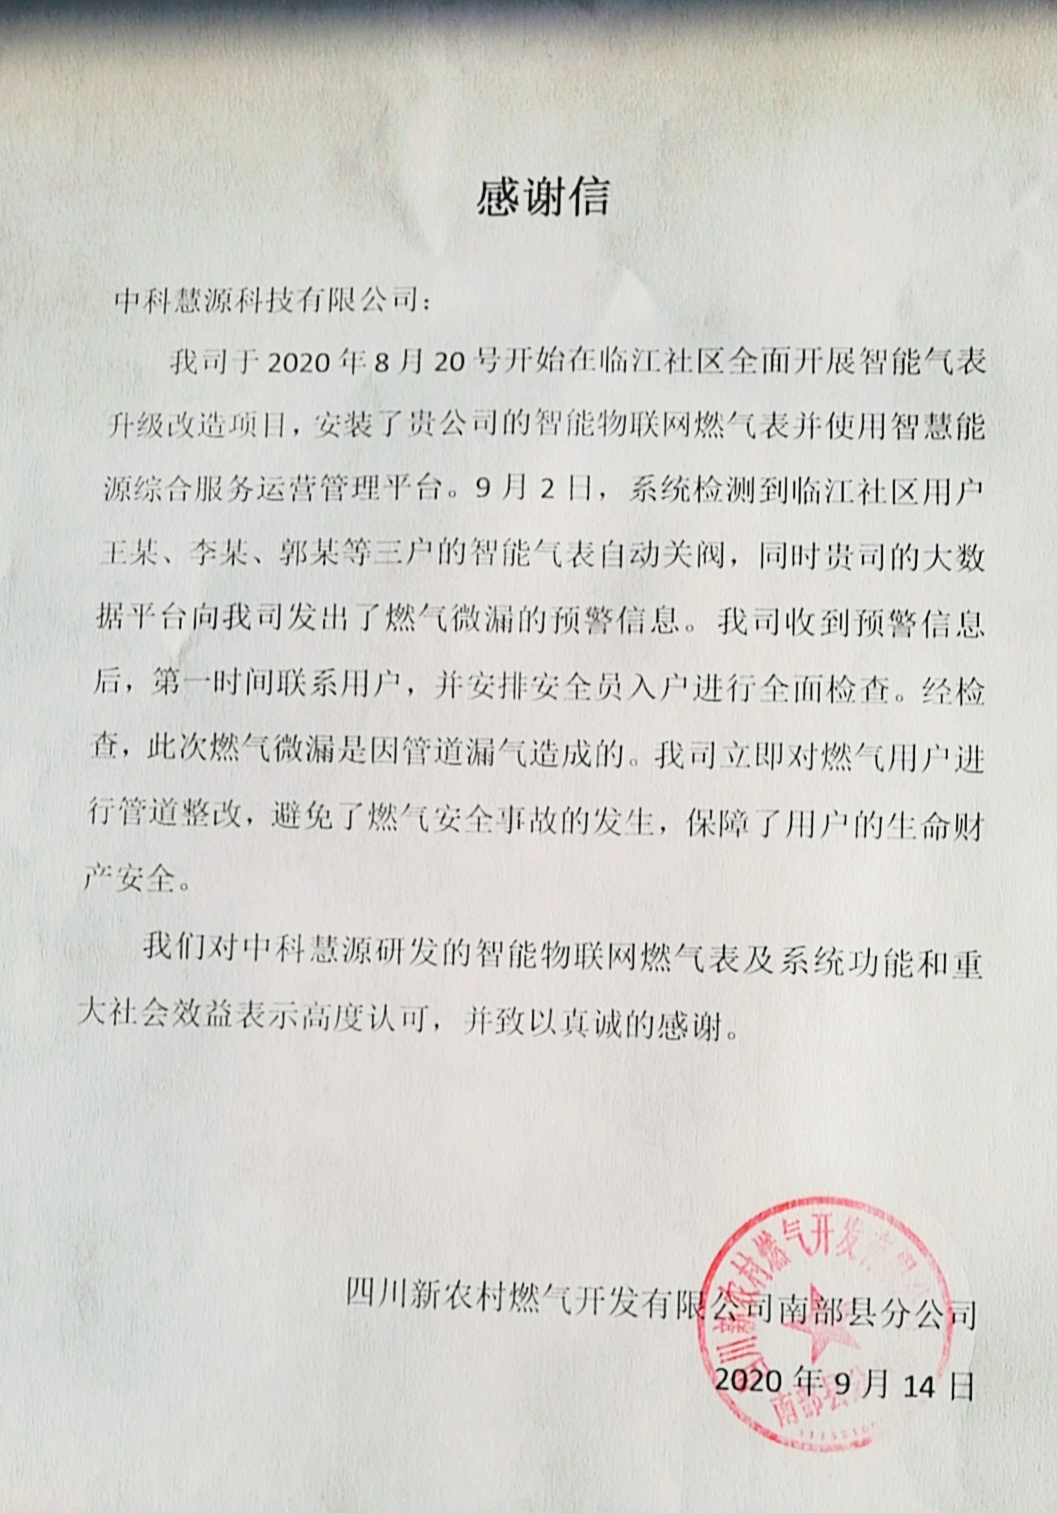 感谢信
中科慧源科技有限公司：
我司于 2020 年 8 月 20 号开始在临江社区全面开展智能气表
升级改造项目，安装了贵公司的智能物联网燃气表并使用智慧能
源综合服务运营管理平台。9 月 2 日，系统检测到临江社区用户
王某、李某、郭某等三户的智能气表自动关阀，同时贵司的大数
据平台向我司发出了燃气微漏的预警信息。我司收到预警信息
后，第一时间联系用户，并安排安全员入户进行全面检查。经检
查，此次燃气微漏是因管道漏气造成的。我司立即对燃气用户进
行管道整改，避免了燃气安全事故的发生，保障了用户的生命财
产安全。
我们对中科慧源研发的智能物联网燃气表及系统功能和重
大社会效益表示高度认可，并致以真诚的感谢。
四川新农村燃气开发有限公司南部县分公司
2020 年 9 月 14 日
川新农村燃气开发
南部县